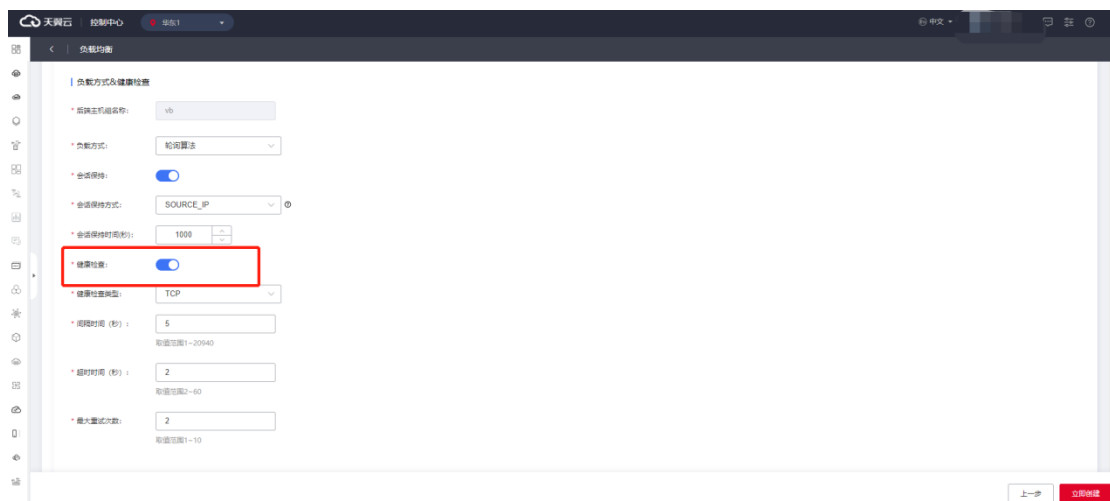 天翼云 控制中心 华东1 中文
负载均衡
负载方式&健康检查
* 后端主机组名称: vb
* 负载方式: 轮询算法
* 会话保持:
* 会话保持方式: SOURCE_IP
* 会话保持时间(秒): 1000
* 健康检查:
* 健康检查类型: TCP
* 间隔时间（秒）: 5
取值范围1~20940
* 超时时间（秒）: 2
取值范围2~60
* 最大重试次数: 2
取值范围1~10
上一步 立即创建